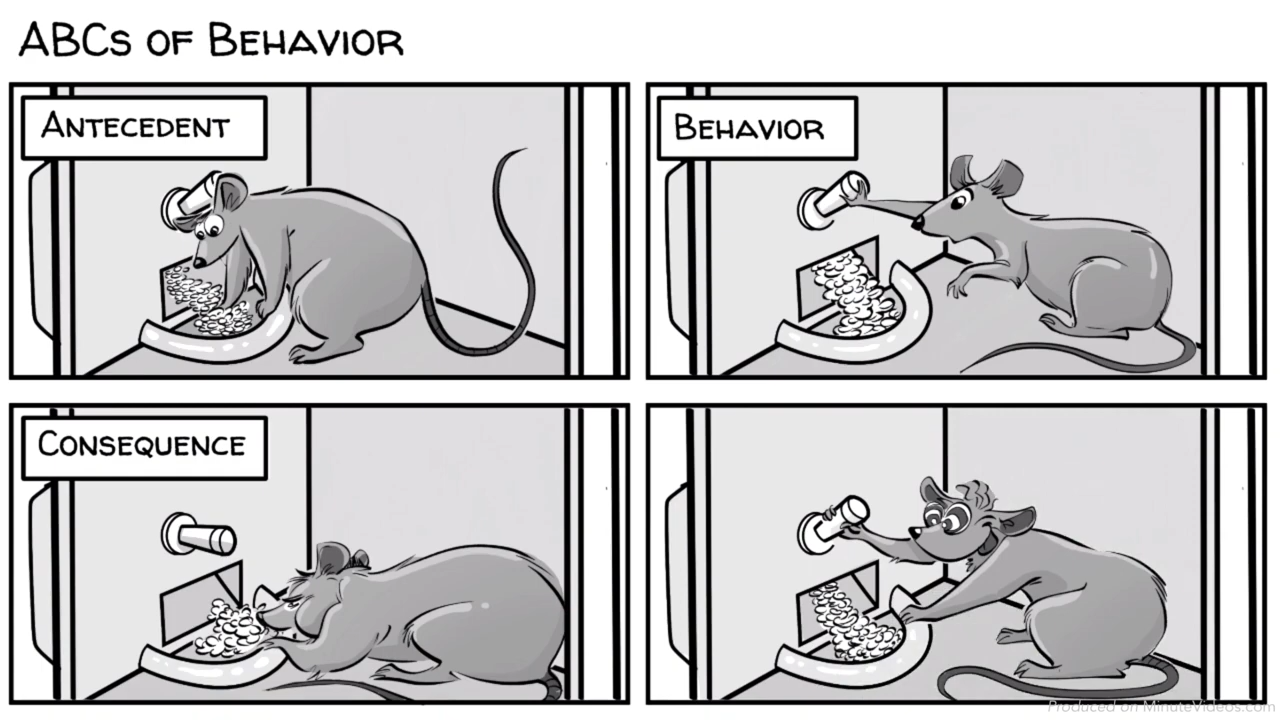 ABCs of Behavior
Antecedent
Behavior
Consequence
Produced on MinuteVideos.com